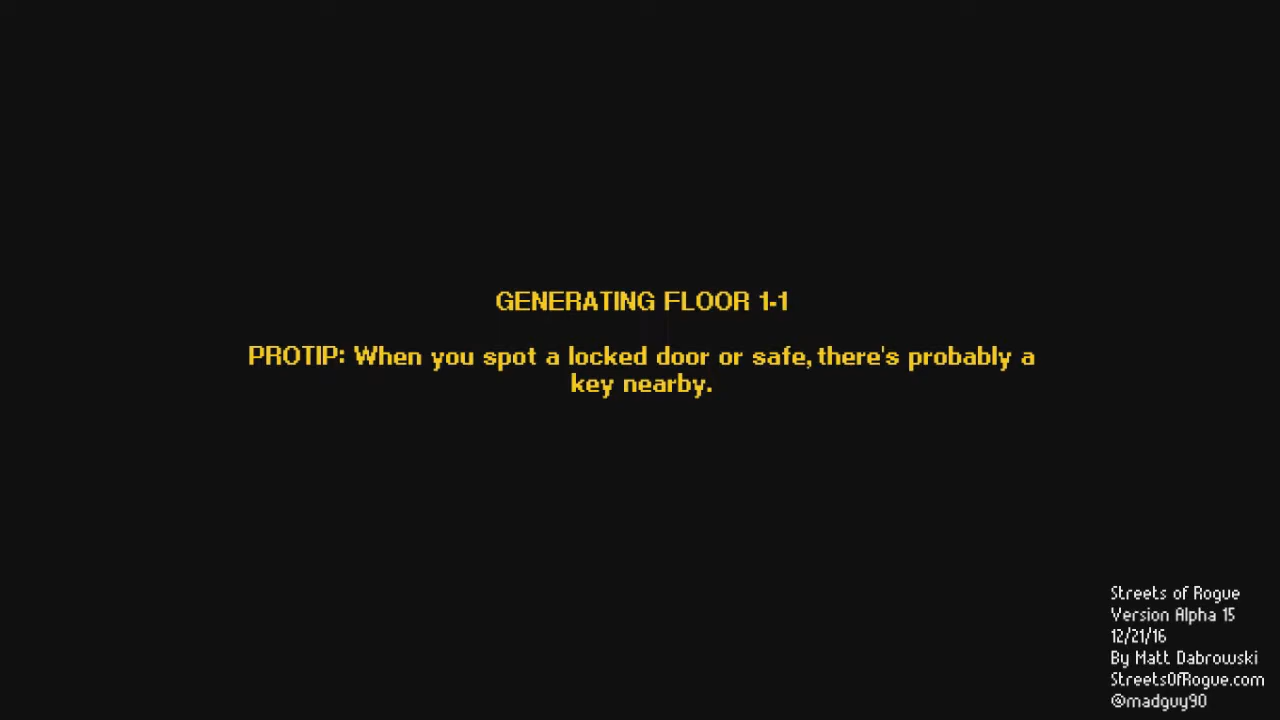 GENERATING FLOOR 1-1
PROTIP: When you spot a locked door or safe, there's probably a
key nearby.
Streets of Rogue
Version Alpha 15
12/21/16
By Matt Dabrowski
StreetsOfRogue.com
@madguy90